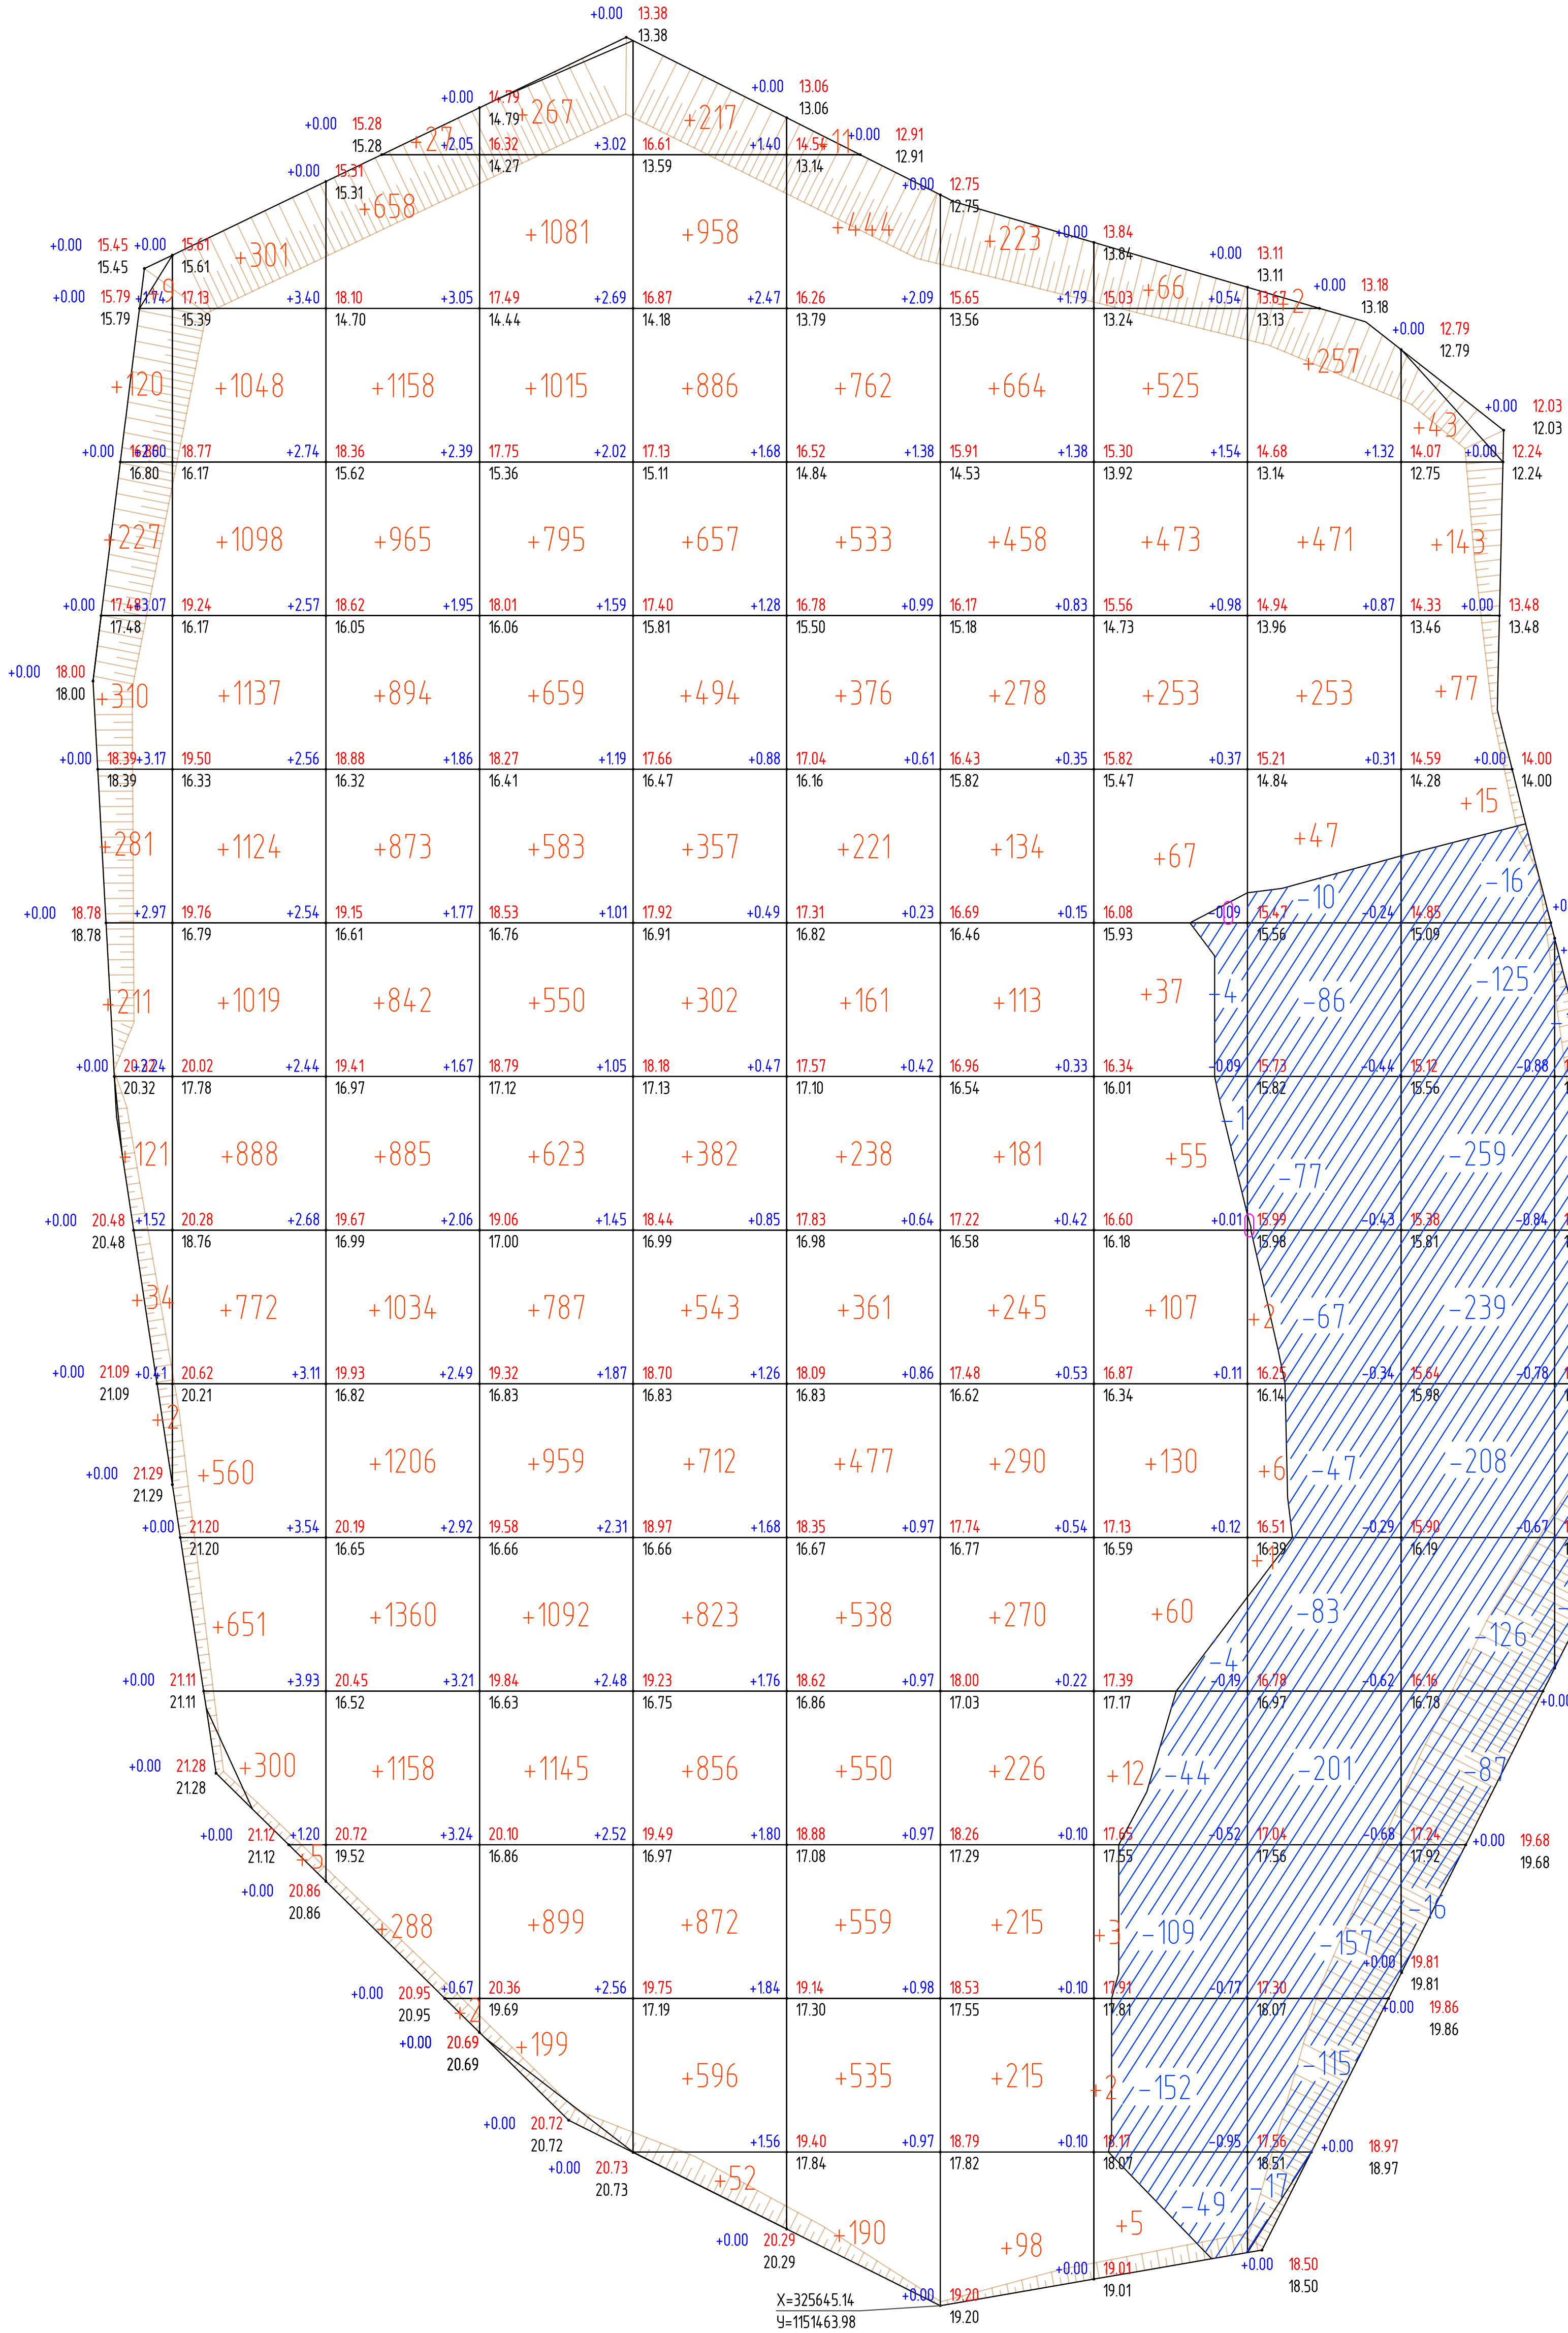 +0.00 13.38
13.38
+0.00 13.06
13.06
+0.00 14.79
14.79
+267 +217
+0.00 15.28
15.28
+27 +11
+0.00 12.91
12.91
+2.05 16.32 +3.02 16.61 +1.40 14.54
14.27 13.59 13.14
+0.00 15.31
15.31
+0.00 12.75
12.75
+658 +1081 +958 +444 +223
+0.00 13.84
13.84
+0.00 15.45 +0.00 15.61
15.45 15.61
+301
+0.00 13.11
13.11
+66 +2
+0.00 13.18
13.18
+9
+0.00 15.79 +1.74 17.13 +3.40 18.10 +3.05 17.49 +2.69 16.87 +2.47 16.26 +2.09 15.65 +1.79 15.03 +0.54 13.67
15.79 15.39 14.70 14.44 14.18 13.79 13.56 13.24 13.13
+0.00 12.79
12.79
+257
+120 +1048 +1158 +1015 +886 +762 +664 +525
+0.00 12.03
12.03
+43
+0.00 16.80 +2.60 18.77 +2.74 18.36 +2.39 17.75 +2.02 17.13 +1.68 16.52 +1.38 15.91 +1.38 15.30 +1.54 14.68 +1.32 14.07 +0.00 12.24
16.80 16.17 15.62 15.36 15.11 14.84 14.53 13.92 13.14 12.75 12.24
+227 +1098 +965 +795 +657 +533 +458 +473 +471 +143
+0.00 17.48 +3.07 19.24 +2.57 18.62 +1.95 18.01 +1.59 17.40 +1.28 16.78 +0.99 16.17 +0.83 15.56 +0.98 14.94 +0.87 14.33 +0.00 13.48
17.48 16.17 16.05 16.06 15.81 15.50 15.18 14.73 13.96 13.46 13.48
+0.00 18.00
18.00
+310 +1137 +894 +659 +494 +376 +278 +253 +253 +77
+0.00 18.39 +3.17 19.50 +2.56 18.88 +1.86 18.27 +1.19 17.66 +0.88 17.04 +0.61 16.43 +0.35 15.82 +0.37 15.21 +0.31 14.59 +0.00 14.00
18.39 16.33 16.32 16.41 16.47 16.16 15.82 15.47 14.84 14.28 14.00
+15
+281 +1124 +873 +583 +357 +221 +134 +67 +47
-10 -16
0
+0.00 18.78 +2.97 19.76 +2.54 19.15 +1.77 18.53 +1.01 17.92 +0.49 17.31 +0.23 16.69 +0.15 16.08 -0.09 15.47 -0.24 14.85
18.78 16.79 16.61 16.76 16.91 16.82 16.46 15.93 15.56 15.09
+211 +1019 +842 +550 +302 +161 +113 +37 -4 -86 -125
+0.00 20.32 +2.24 20.02 +2.44 19.41 +1.67 18.79 +1.05 18.18 +0.47 17.57 +0.42 16.96 +0.33 16.34 -0.09 15.73 -0.44 15.12 -0.88
20.32 17.78 16.97 17.12 17.13 17.10 16.54 16.01 15.82 15.56
-1
+121 +888 +885 +623 +382 +238 +181 +55 -77 -259
0
+0.00 20.48 +1.52 20.28 +2.68 19.67 +2.06 19.06 +1.45 18.44 +0.85 17.83 +0.64 17.22 +0.42 16.60 +0.01 15.99 -0.43 15.38 -0.84
20.48 18.76 16.99 17.00 16.99 16.98 16.58 16.18 15.98 15.81
+34 +772 +1034 +787 +543 +361 +245 +107 +2 -67 -239
+0.00 21.09 +0.41 20.62 +3.11 19.93 +2.49 19.32 +1.87 18.70 +1.26 18.09 +0.86 17.48 +0.53 16.87 +0.11 16.25 -0.34 15.64 -0.78
21.09 20.21 16.82 16.83 16.83 16.83 16.62 16.34 16.14 15.98
+2
+560 +1206 +959 +712 +477 +290 +130 +6 -47 -208
+0.00 21.29
21.29
+0.00 21.20 +3.54 20.19 +2.92 19.58 +2.31 18.97 +1.68 18.35 +0.97 17.74 +0.54 17.13 +0.12 16.51 -0.29 15.90 -0.67
21.20 16.65 16.66 16.66 16.67 16.77 16.59 16.39 16.19
+1
+651 +1360 +1092 +823 +538 +270 +60 -83 -126
-4
+0.00 21.11 +3.93 20.45 +3.21 19.84 +2.48 19.23 +1.76 18.62 +0.97 18.00 +0.22 17.39 -0.19 16.78 -0.62 16.16 +0.00
21.11 16.52 16.63 16.75 16.86 17.03 17.17 16.97 16.78
+0.00 21.28
21.28
+300 +1158 +1145 +856 +550 +226 +12 -44 -201 -87
+0.00 21.12 +1.20 20.72 +3.24 20.10 +2.52 19.49 +1.80 18.88 +0.97 18.26 +0.10 17.65 -0.52 17.04 -0.68 17.24 +0.00 19.68
21.12 19.52 16.86 16.97 17.08 17.29 17.55 17.56 17.92 19.68
+5
+0.00 20.86
20.86
-16
+288 +899 +872 +559 +215 +3 -109 -157
+0.00 19.81
19.81
+0.00 20.95 +0.67 20.36 +2.56 19.75 +1.84 19.14 +0.98 18.53 +0.10 17.91 -0.77 17.30 +0.00 19.86
20.95 19.69 17.19 17.30 17.55 17.81 18.07 19.86
+2
+0.00 20.69
20.69
+199 +596 +535 +215 +2 -152 -115
+0.00 20.72
20.72
+1.56 19.40 +0.97 18.79 +0.10 18.17 -0.95 17.56 +0.00 18.97
17.84 17.82 18.07 18.51 18.97
+0.00 20.73
20.73
+52 +190 +98 +5 -49 -17
+0.00 20.29
20.29
+0.00 19.01
19.01
+0.00 18.50
18.50
X=325645.14
У=1151463.98
+0.00 19.20
19.20